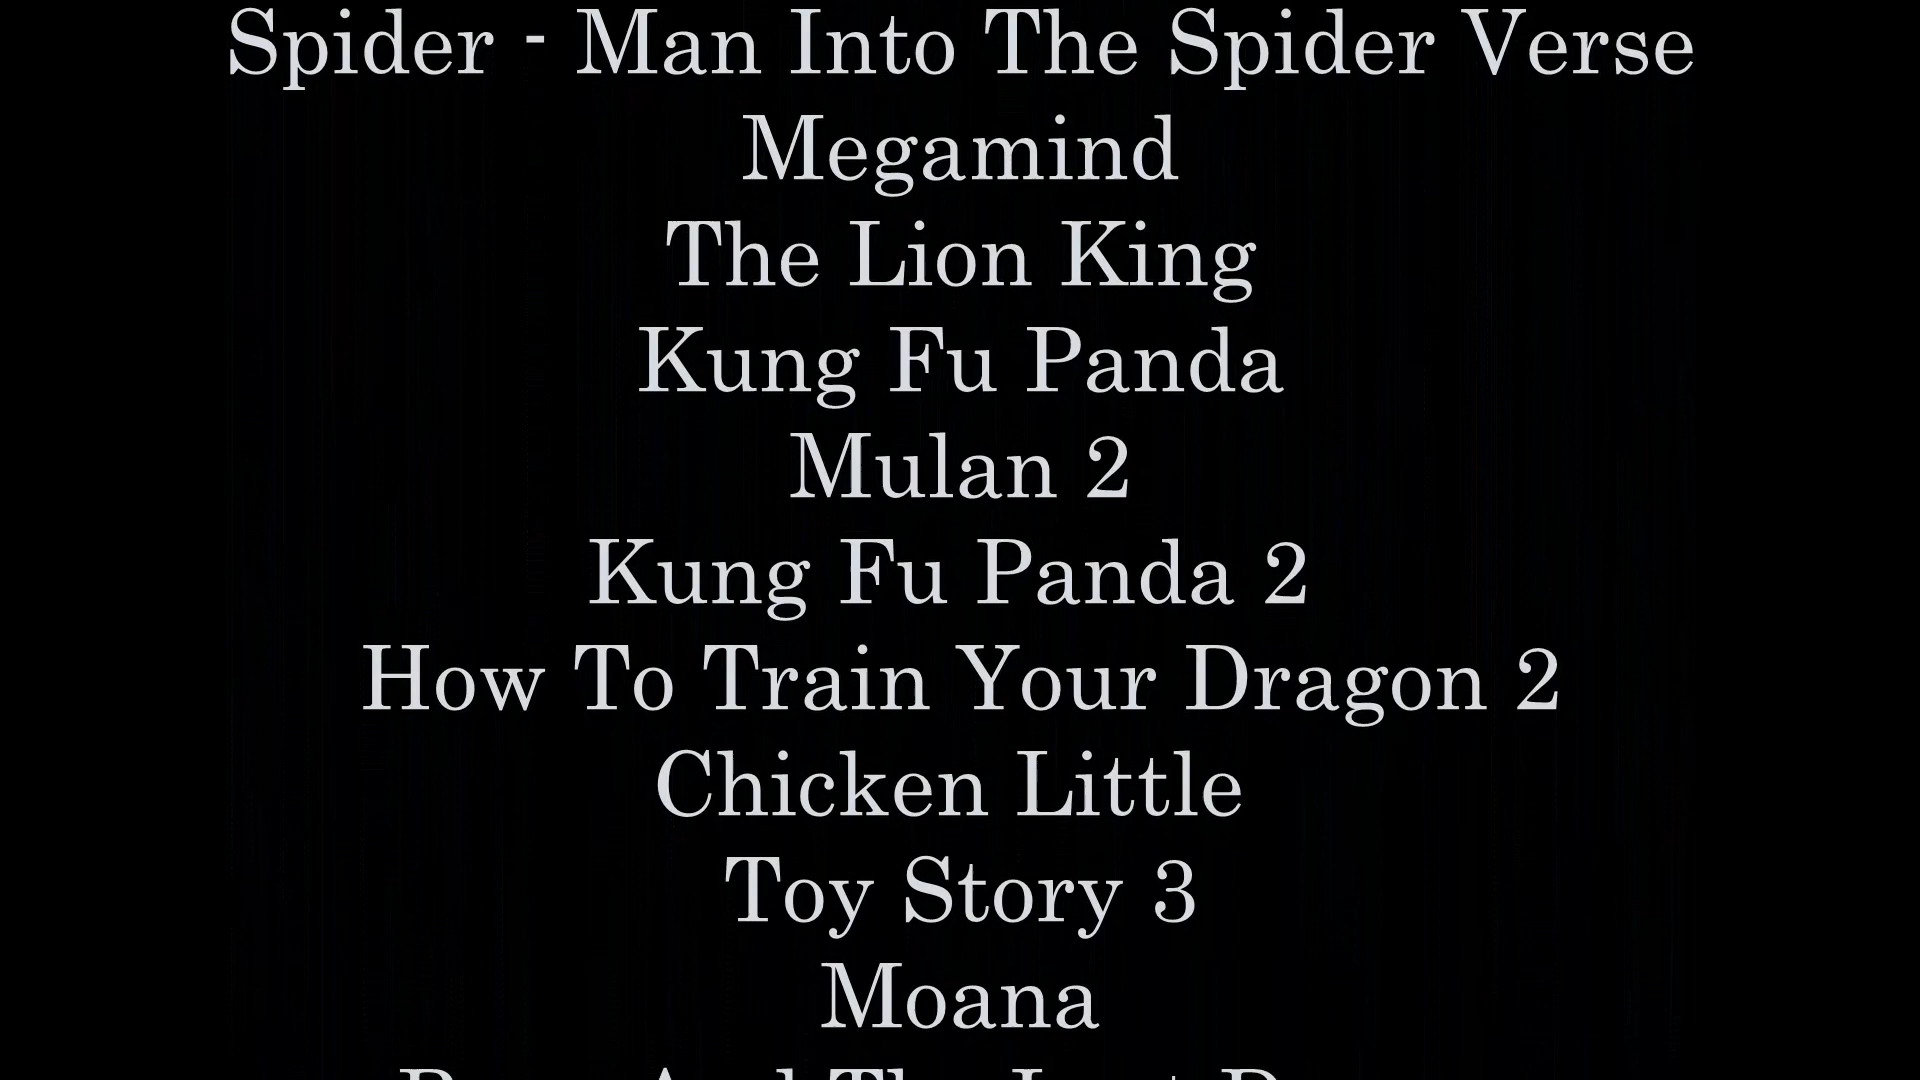 Spider - Man Into The Spider Verse
Megamind
The Lion King
Kung Fu Panda
Mulan 2
Kung Fu Panda 2
How To Train Your Dragon 2
Chicken Little
Toy Story 3
Moana